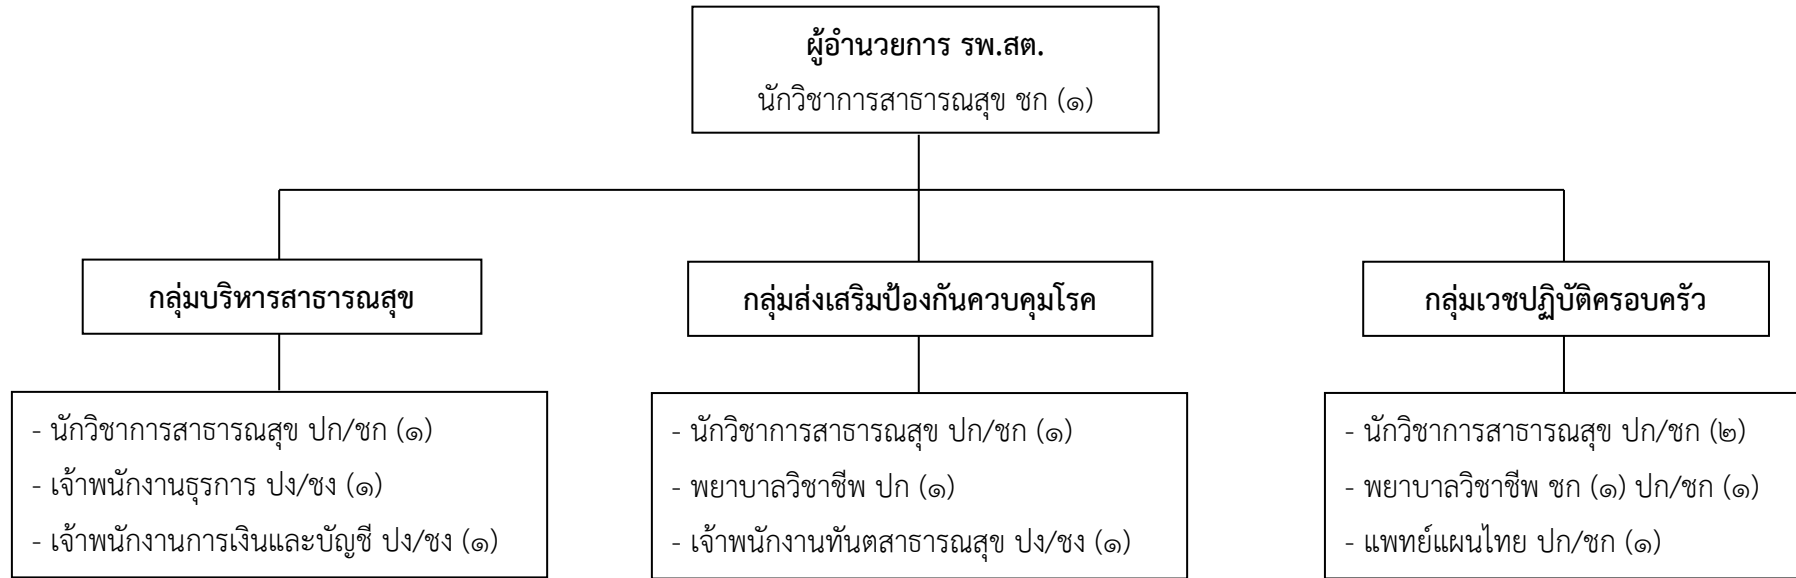 ผู้อำนวยการ รพ.สต.
นักวิชาการสาธารณสุข ชก (๑)
กลุ่มบริหารสาธารณสุข
- นักวิชาการสาธารณสุข ปก/ชก (๑)
- เจ้าพนักงานธุรการ ปง/ชง (๑)
- เจ้าพนักงานการเงินและบัญชี ปง/ชง (๑)
กลุ่มส่งเสริมป้องกันควบคุมโรค
- นักวิชาการสาธารณสุข ปก/ชก (๑)
- พยาบาลวิชาชีพ ปก (๑)
- เจ้าพนักงานทันตสาธารณสุข ปง/ชง (๑)
กลุ่มเวชปฏิบัติครอบครัว
- นักวิชาการสาธารณสุข ปก/ชก (๒)
- พยาบาลวิชาชีพ ชก (๑) ปก/ชก (๑)
- แพทย์แผนไทย ปก/ชก (๑)